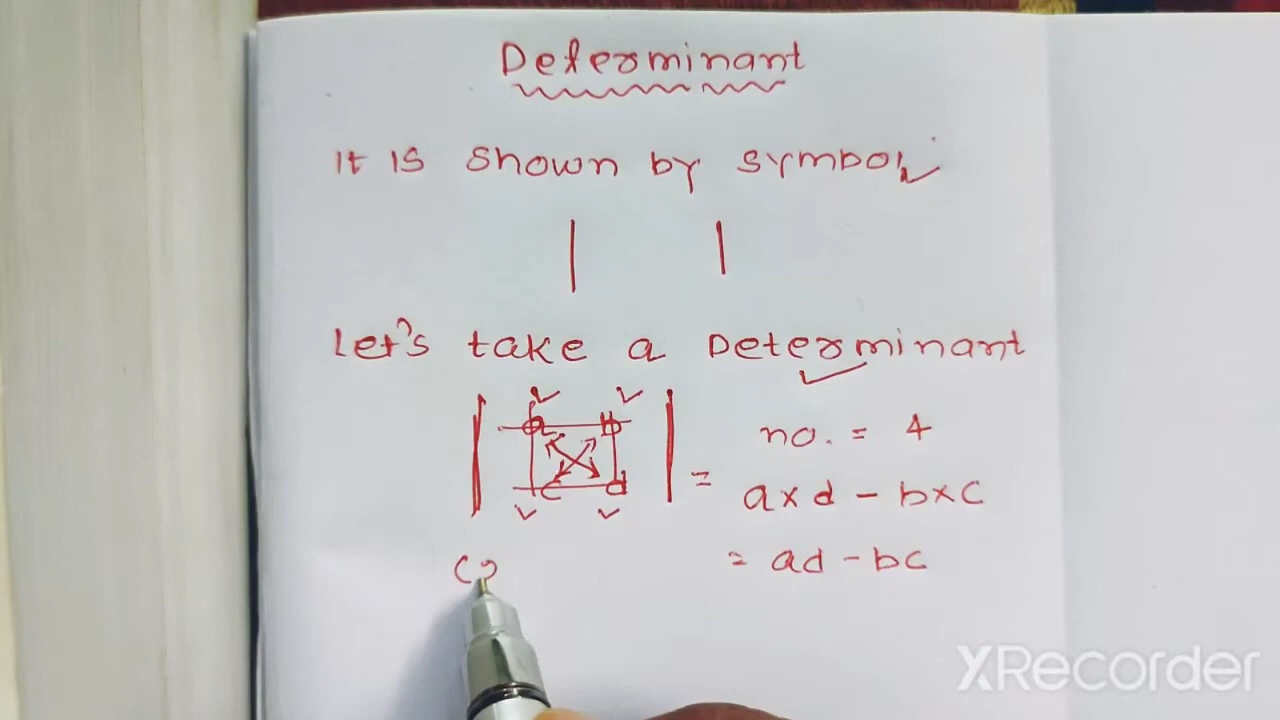 Determinant
It is shown by symbol
| |
Let's take a Determinant
| a b | no. = 4
| c d | = a x d - b x c
= ad - bc
XRecorder